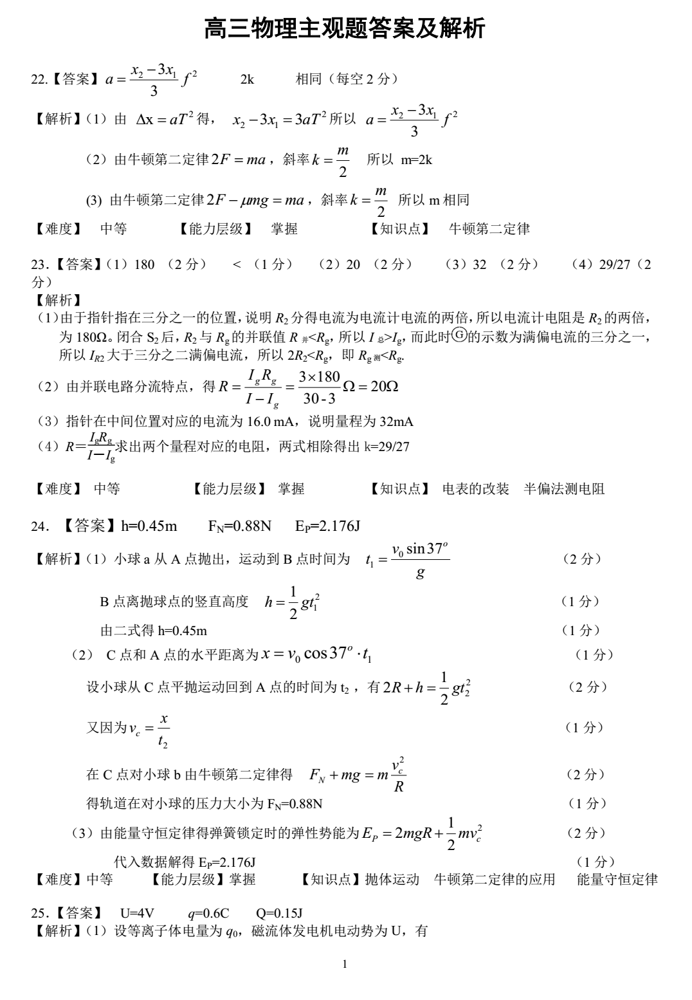 高三物理主观题答案及解析
22.【答案】a = (x₂ − 3x₁)/3 f² 2k 相同（每空 2 分）
【解析】（1）由 Δx = aT² 得， x₂ − 3x₁ = 3aT² 所以 a = (x₂ − 3x₁)/3 f²
（2）由牛顿第二定律 2F = ma ，斜率 k = m/2 所以 m=2k
(3) 由牛顿第二定律 2F − μmg = ma ，斜率 k = m/2 所以 m 相同
【难度】 中等 【能力层级】 掌握 【知识点】 牛顿第二定律
23．【答案】（1）180 （2 分） < （1 分） （2）20 （2 分） （3）32 （2 分） （4）29/27（2
分）
【解析】
（1）由于指针指在三分之一的位置，说明 R₂ 分得电流为电流计电流的两倍，所以电流计电阻是 R₂ 的两倍，
为 180Ω。闭合 S₂ 后，R₂ 与 Rg 的并联值 R 并<Rg，所以 I 总>Ig，而此时Ⓖ的示数为满偏电流的三分之一，
所以 IR2 大于三分之二满偏电流，所以 2R₂<Rg，即 Rg 测<Rg.
（2）由并联电路分流特点，得 R = IgRg/(I − Ig) = 3×180/(30-3) Ω = 20Ω
（3）指针在中间位置对应的电流为 16.0 mA，说明量程为 32mA
（4）R＝IgRg/(I－Ig)求出两个量程对应的电阻，两式相除得出 k=29/27
【难度】 中等 【能力层级】 掌握 【知识点】 电表的改装 半偏法测电阻
24．【答案】h=0.45m FN=0.88N EP=2.176J
【解析】（1）小球 a 从 A 点抛出，运动到 B 点时间为 t₁ = v₀ sin37°/g （2 分）
B 点离抛球点的竖直高度 h = 1/2 gt₁² （1 分）
由二式得 h=0.45m （1 分）
（2） C 点和 A 点的水平距离为 x = v₀ cos37° · t₁ （1 分）
设小球从 C 点平抛运动回到 A 点的时间为 t₂ ，有 2R + h = 1/2 gt₂² （2 分）
又因为 vc = x/t₂ （1 分）
在 C 点对小球 b 由牛顿第二定律得 FN + mg = m vc²/R （2 分）
得轨道在对小球的压力大小为 FN=0.88N （1 分）
（3）由能量守恒定律得弹簧锁定时的弹性势能为 EP = 2mgR + 1/2 mvc² （2 分）
代入数据解得 EP=2.176J （1 分）
【难度】中等 【能力层级】掌握 【知识点】抛体运动 牛顿第二定律的应用 能量守恒定律
25．【答案】 U=4V q=0.6C Q=0.15J
【解析】（1）设等离子体电量为 q₀，磁流体发电机电动势为 U，有
1